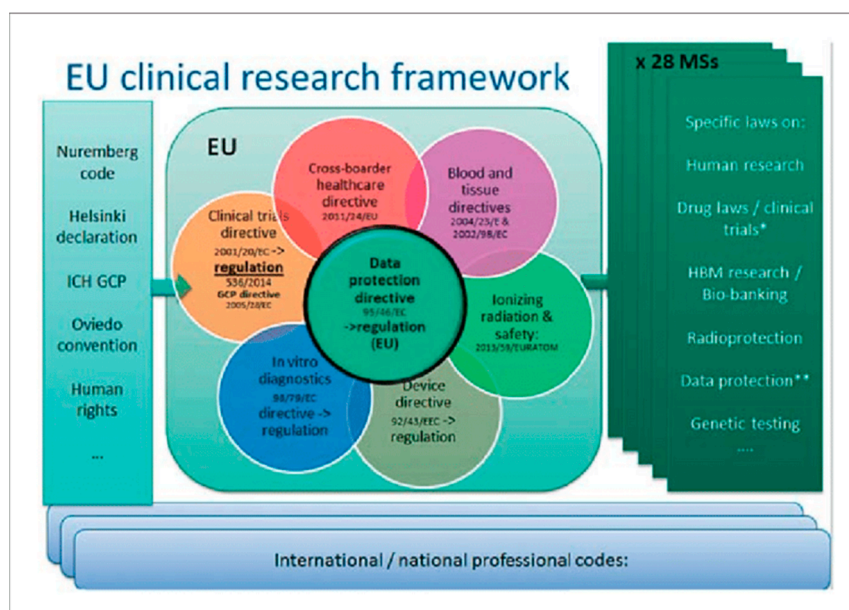 EU clinical research framework
x 28 MSs
Nuremberg
code
Helsinki
declaration
ICH GCP
Oviedo
convention
Human
rights
...
EU
Cross-boarder
healthcare
directive
2011/24/EU
Blood and
tissue
directives
2004/23/E &
2002/98/EC
Clinical trials
directive
2001/20/EC ->
regulation
536/2014
GCP directive
2005/28/EC
Data
protection
directive
95/46/EC
->regulation
(EU)
Ionizing
radiation &
safety:
2013/59/EURATOM
In vitro
diagnostics
98/79/EC
directive ->
regulation
Device
directive
92/43/EEC ->
regulation
Specific laws on:
Human research
Drug laws / clinical
trials*
HBM research /
Bio-banking
Radioprotection
Data protection**
Genetic testing
....
International / national professional codes: